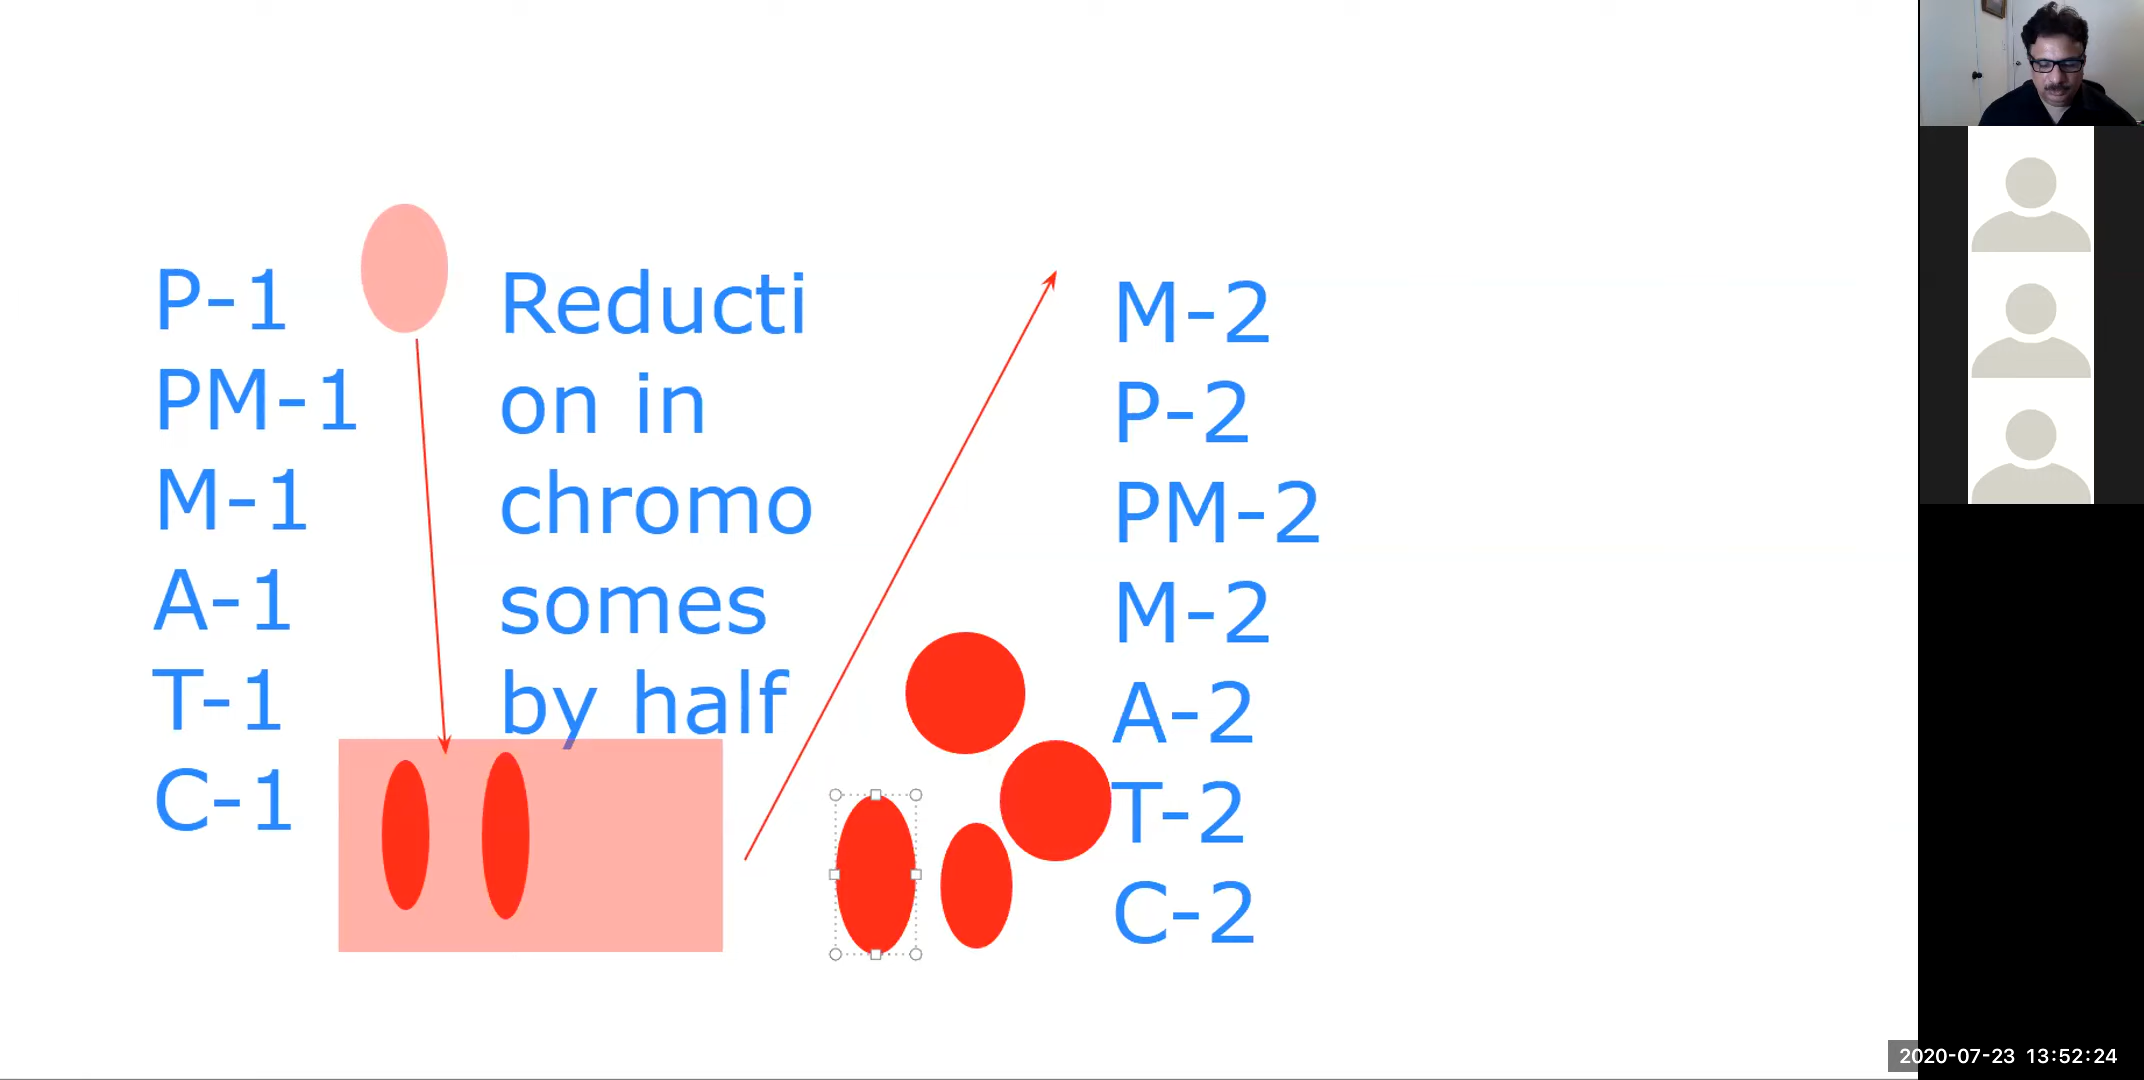 P-1
PM-1
M-1
A-1
T-1
C-1
Reducti
on in
chromo
somes
by half
M-2
P-2
PM-2
M-2
A-2
T-2
C-2
2020-07-23 13:52:24